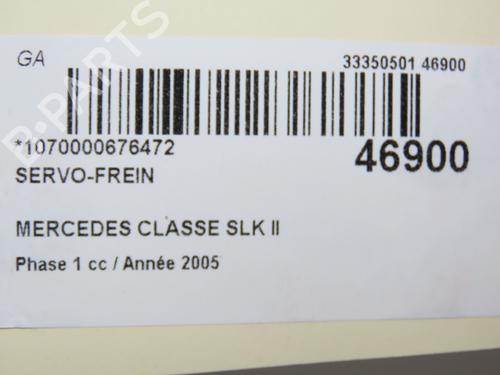 GA
33350501 46900
*1070000676472
46900
SERVO-FREIN
MERCEDES CLASSE SLK II
Phase 1 cc / Année 2005
B-PARTS